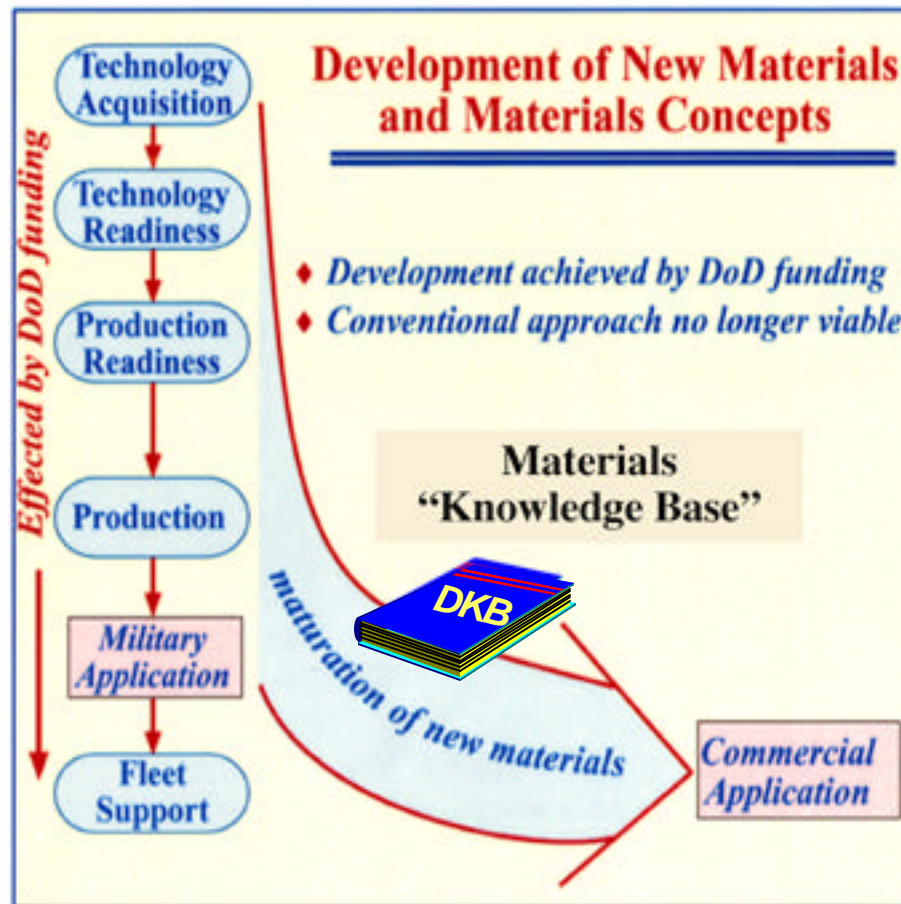 Development of New Materials
and Materials Concepts
Effected by DoD funding
Technology
Acquisition
Technology
Readiness
Production
Readiness
Production
Military
Application
Fleet
Support
♦ Development achieved by DoD funding
♦ Conventional approach no longer viable
Materials
“Knowledge Base”
DKB
maturation of new materials
Commercial
Application